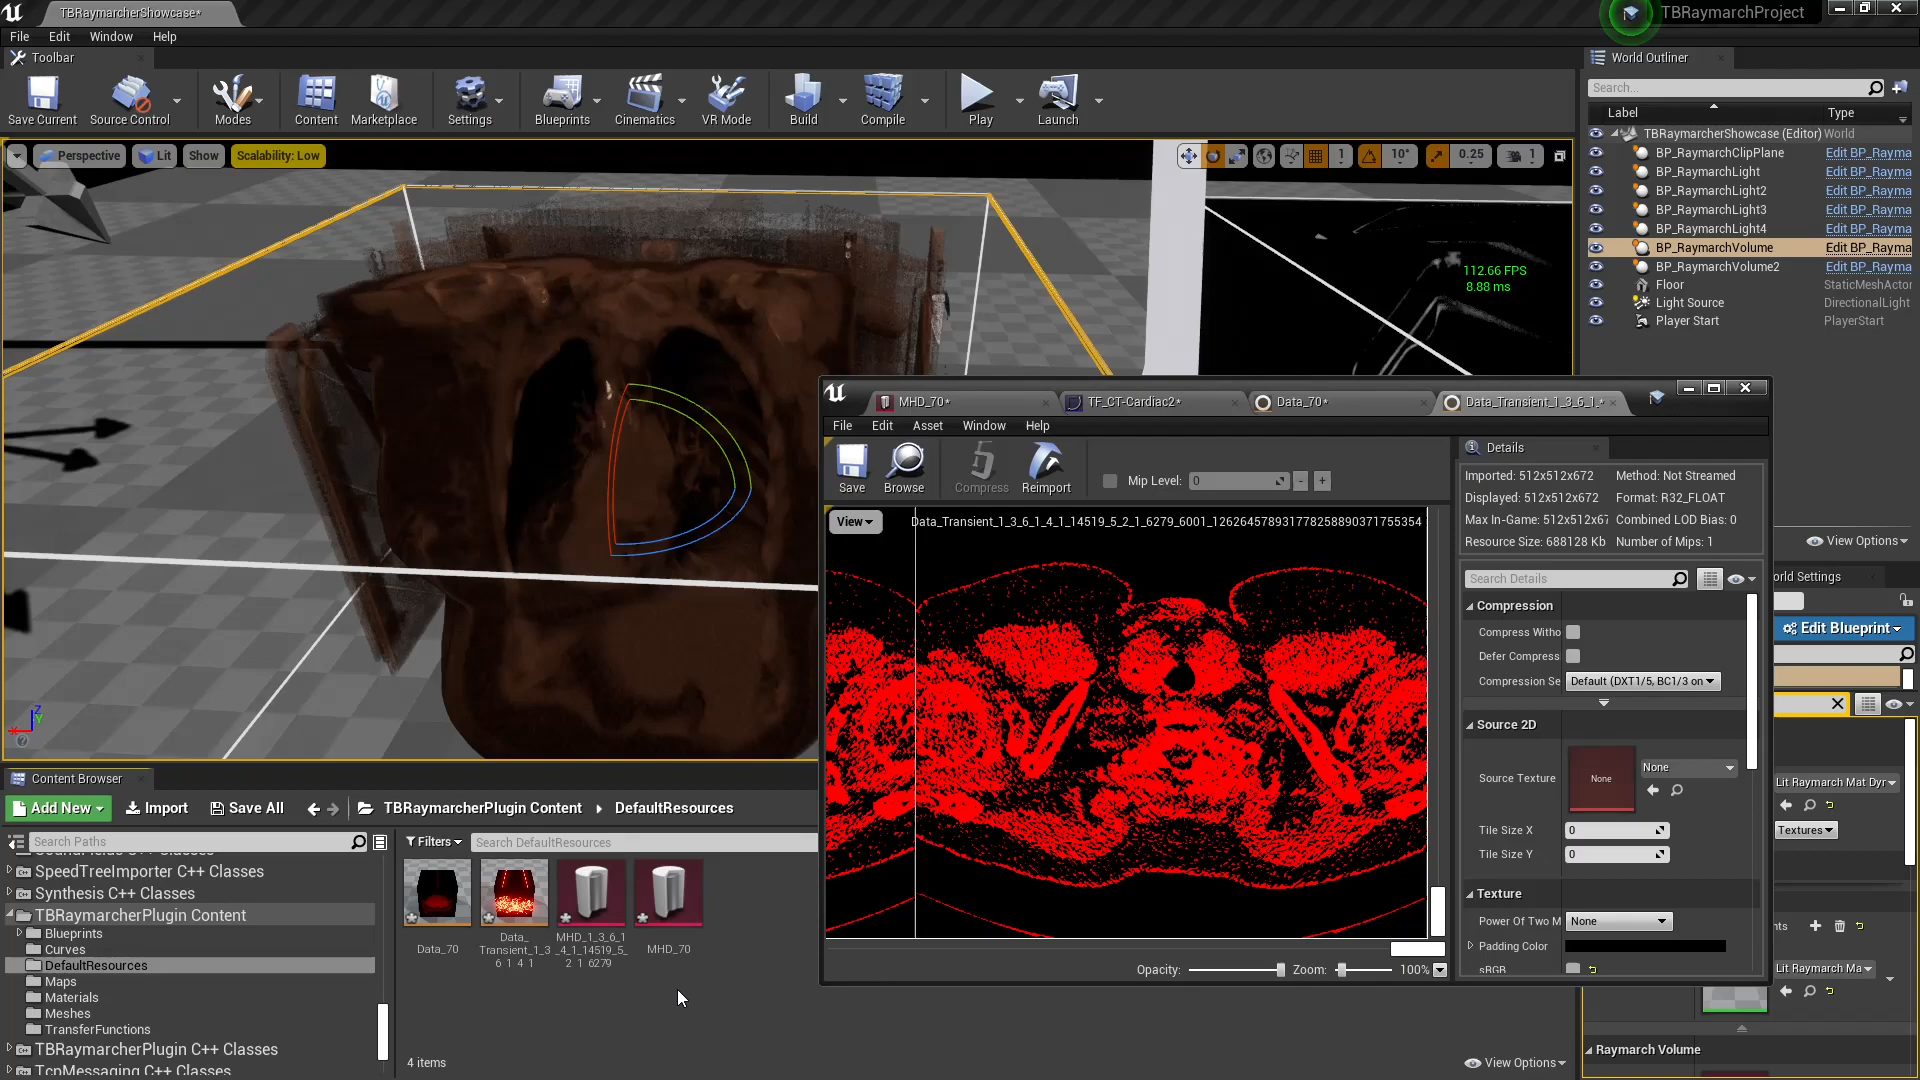 TBRaymarcherShowcase*
TBRaymarchProject
File Edit Window Help
Toolbar
Save Current
Source Control
Modes
Content
Marketplace
Settings
Blueprints
Cinematics
VR Mode
Build
Compile
Play
Launch
Perspective
Lit
Show
Scalability: Low
1
10°
0.25
1
112.66 FPS
8.88 ms
World Outliner
Search...
Label Type
TBRaymarcherShowcase (Editor) World
BP_RaymarchClipPlane Edit BP_Rayma
BP_RaymarchLight Edit BP_Rayma
BP_RaymarchLight2 Edit BP_Rayma
BP_RaymarchLight3 Edit BP_Rayma
BP_RaymarchLight4 Edit BP_Rayma
BP_RaymarchVolume Edit BP_Rayma
BP_RaymarchVolume2 Edit BP_Rayma
Floor StaticMeshActor
Light Source DirectionalLight
Player Start PlayerStart
View Options
orld Settings
Edit Blueprint
Lit Raymarch Mat Dyr
Textures
nts
Lit Raymarch Ma
Raymarch Volume
MHD_70*
TF_CT-Cardiac2*
Data_70*
Data_Transient_1_3_6_1_*
File Edit Asset Window Help
Save
Browse
Compress
Reimport
Mip Level: 0 - +
View
Data_Transient_1_3_6_1_4_1_14519_5_2_1_6279_6001_126264578931778258890371755354
Opacity: Zoom: 100%
Details
Imported: 512x512x672 Method: Not Streamed
Displayed: 512x512x672 Format: R32_FLOAT
Max In-Game: 512x512x67 Combined LOD Bias: 0
Resource Size: 688128 Kb Number of Mips: 1
Search Details
Compression
Compress Witho
Defer Compress
Compression Se Default (DXT1/5, BC1/3 on
Source 2D
Source Texture None None
Tile Size X 0
Tile Size Y 0
Texture
Power Of Two M None
Padding Color
sRGB
Content Browser
Add New Import Save All TBRaymarcherPlugin Content DefaultResources
Search Paths
Filters Search DefaultResources
SoundFields C++ Classes
SpeedTreeImporter C++ Classes
Synthesis C++ Classes
TBRaymarcherPlugin Content
Blueprints
Curves
DefaultResources
Maps
Materials
Meshes
TransferFunctions
TBRaymarcherPlugin C++ Classes
TcpMessaging C++ Classes
Data_70
Data_
Transient_1_3_
6_1_4_1
MHD_1_3_6_1
_4_1_14519_5_
2_1_6279
MHD_70
4 items
View Options